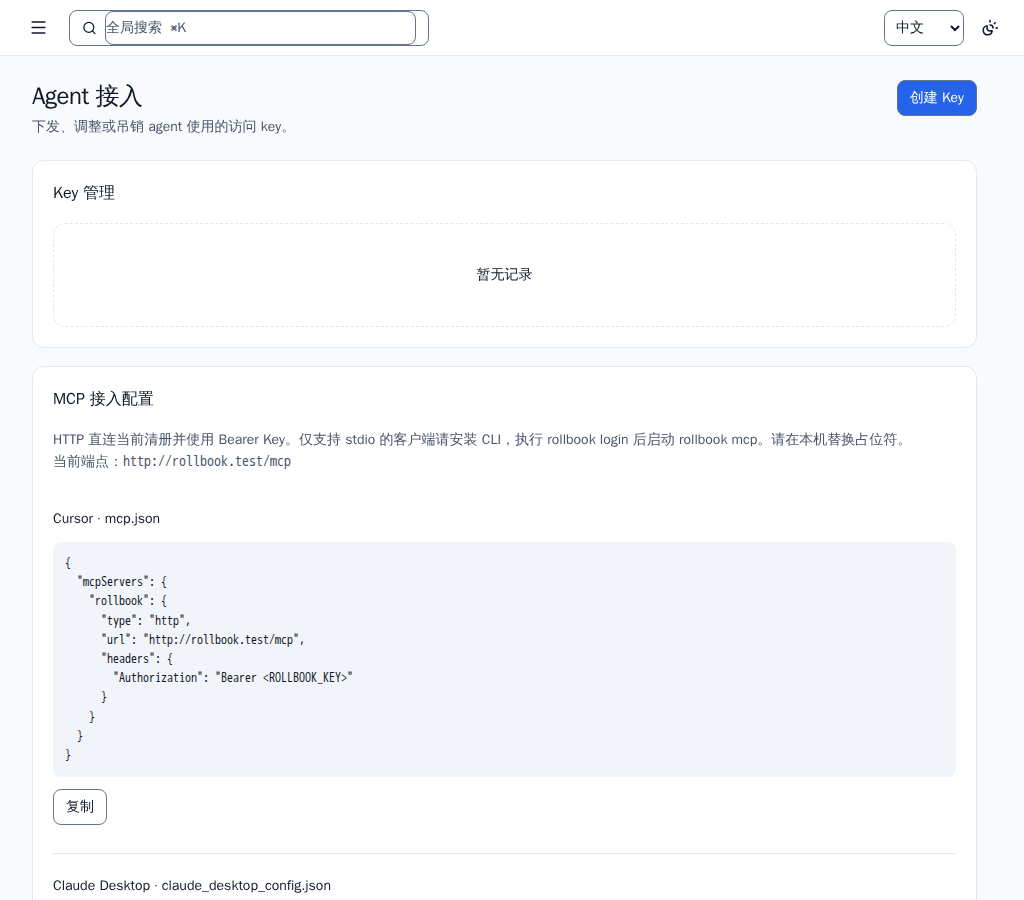 全局搜索 ⌘K
中文
Agent 接入
创建 Key
下发、调整或吊销 agent 使用的访问 key。
Key 管理
暂无记录
MCP 接入配置
HTTP 直连当前清册并使用 Bearer Key。仅支持 stdio 的客户端请安装 CLI，执行 rollbook login 后启动 rollbook mcp。请在本机替换占位符。
当前端点：http://rollbook.test/mcp
Cursor · mcp.json
{
  "mcpServers": {
    "rollbook": {
      "type": "http",
      "url": "http://rollbook.test/mcp",
      "headers": {
        "Authorization": "Bearer <ROLLBOOK_KEY>"
      }
    }
  }
}
复制
Claude Desktop · claude_desktop_config.json